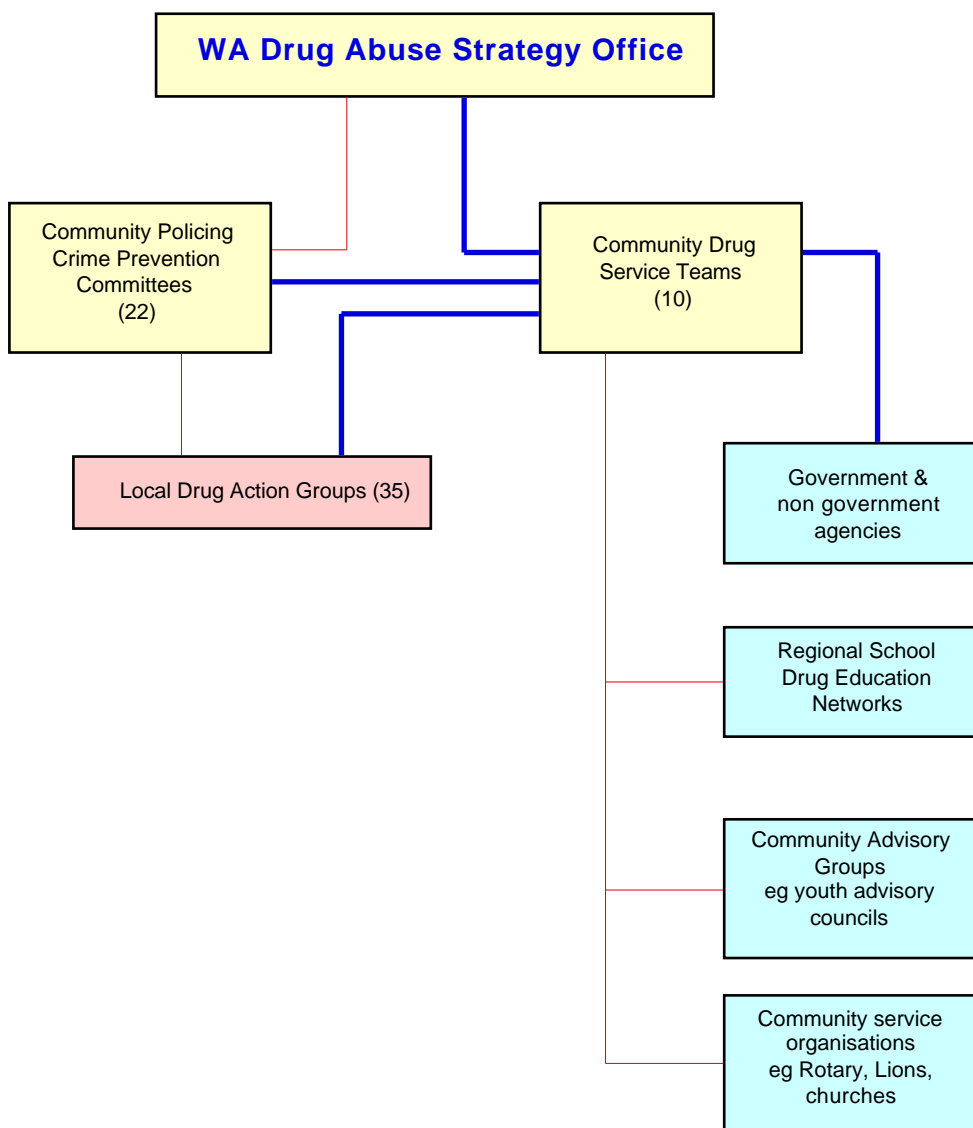 WA Drug Abuse Strategy Office
Community Policing
Crime Prevention
Committees
(22)
Community Drug
Service Teams
(10)
Local Drug Action Groups (35)
Government &
non government
agencies
Regional School
Drug Education
Networks
Community Advisory
Groups
eg youth advisory
councils
Community service
organisations
eg Rotary, Lions,
churches